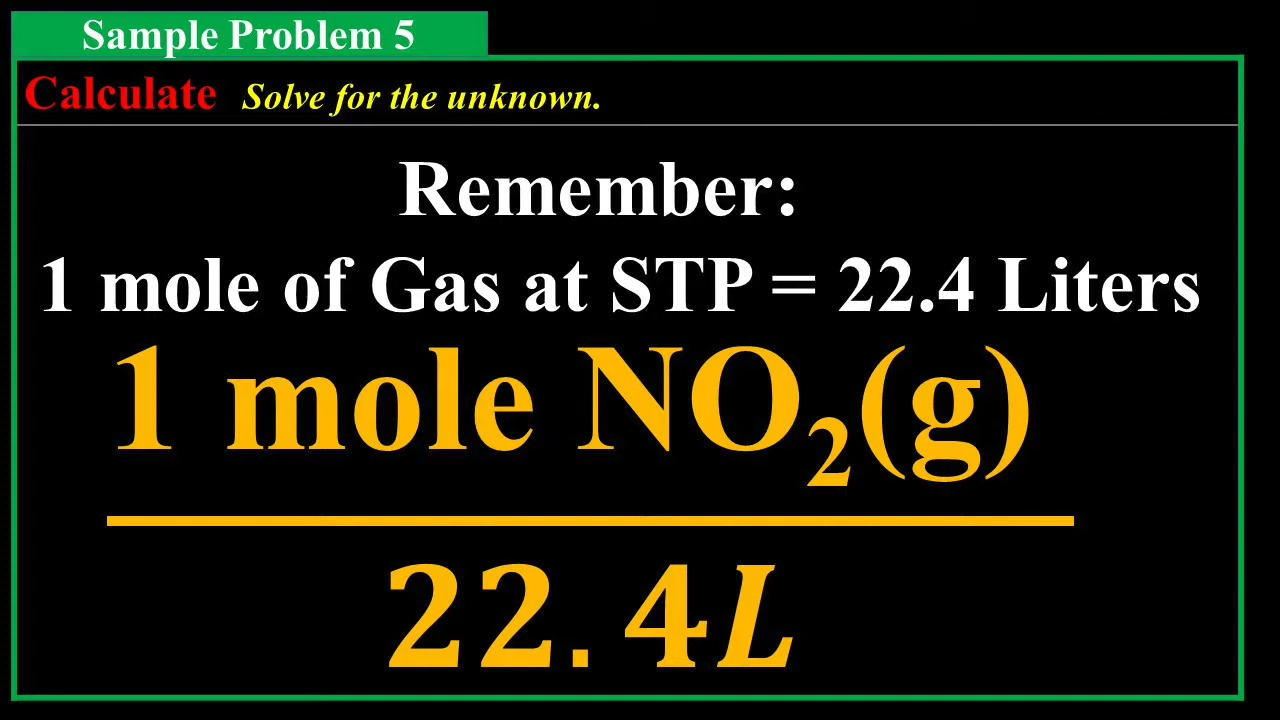 Sample Problem 5
Calculate Solve for the unknown.
Remember:
1 mole of Gas at STP = 22.4 Liters
1 mole NO₂(g)
22.4L